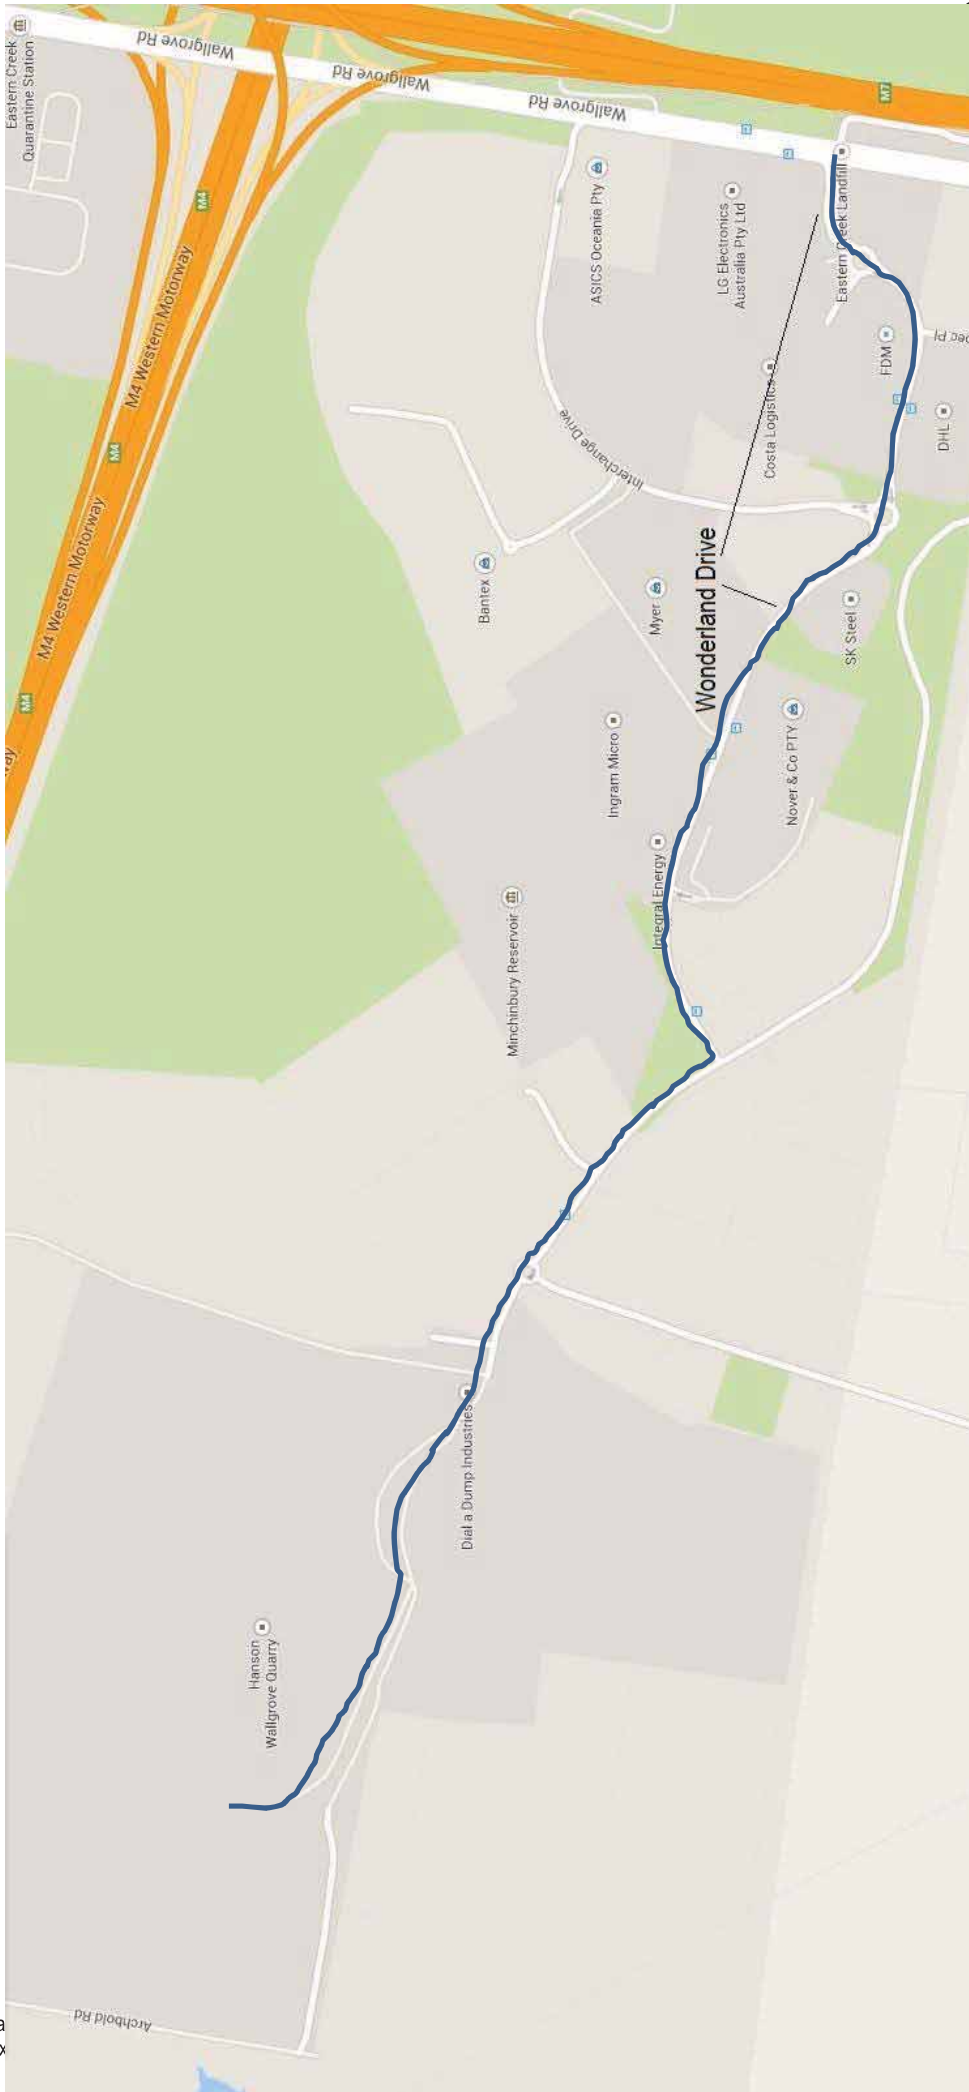 Eastern Creek
Quarantine Station
Wallgrove Rd
Wallgrove Rd
Wallgrove Rd
M7
M4
M4 Western Motorway
M4
M4 Western Motorway
M4
ASICS Oceania Pty
LG Electronics
Australia Pty Ltd
Eastern Creek Landfill
FDM
DHL
Costa Logistics
Interchange Drive
Bantex
Myer
Wonderland Drive
SK Steel
Ingram Micro
Nover & Co PTY
Integral Energy
Minchinbury Reservoir
Dial a Dump Industries
Hanson
Wallgrove Quarry
Archbold Rd